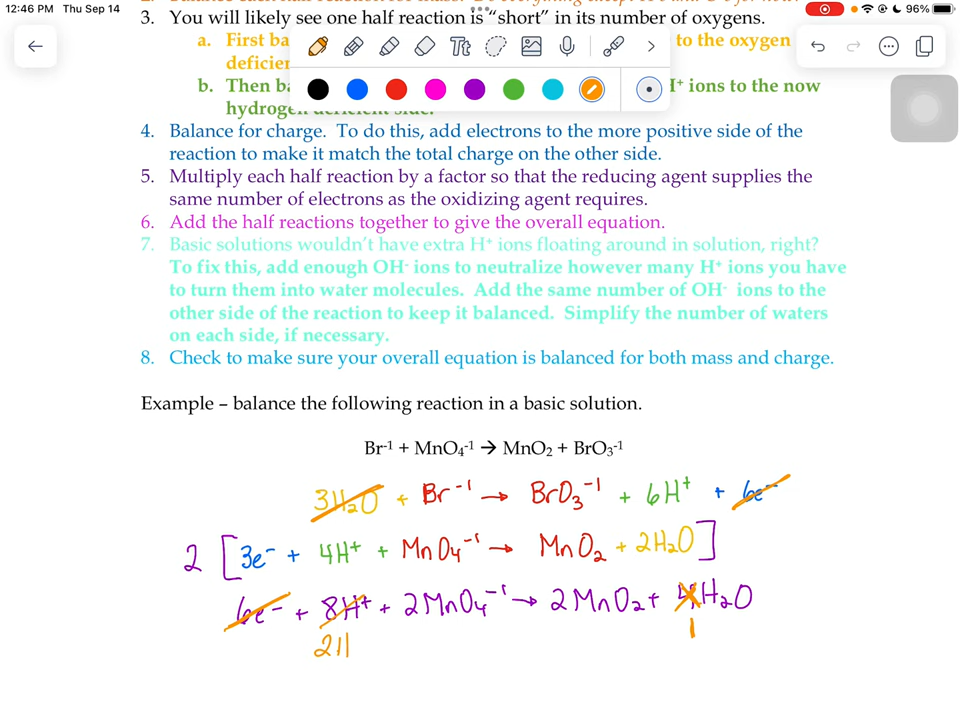 12:46 PM Thu Sep 14 96%
3. You will likely see one half reaction is "short" in its number of oxygens.
a. First ba Tt to the oxygen
deficien
b. Then ba H⁺ ions to the now
hydrogen deficient side.
4. Balance for charge. To do this, add electrons to the more positive side of the
reaction to make it match the total charge on the other side.
5. Multiply each half reaction by a factor so that the reducing agent supplies the
same number of electrons as the oxidizing agent requires.
6. Add the half reactions together to give the overall equation.
7. Basic solutions wouldn't have extra H⁺ ions floating around in solution, right?
To fix this, add enough OH⁻ ions to neutralize however many H⁺ ions you have
to turn them into water molecules. Add the same number of OH⁻ ions to the
other side of the reaction to keep it balanced. Simplify the number of waters
on each side, if necessary.
8. Check to make sure your overall equation is balanced for both mass and charge.
Example – balance the following reaction in a basic solution.
Br⁻¹ + MnO₄⁻¹ → MnO₂ + BrO₃⁻¹
3H₂O + Br⁻¹ → BrO₃⁻¹ + 6H⁺ + 6e⁻
2 [3e⁻ + 4H⁺ + MnO₄⁻¹ → MnO₂ + 2H₂O]
6e⁻ + 8H⁺ + 2MnO₄⁻¹ → 2MnO₂ + 4H₂O
2H 1